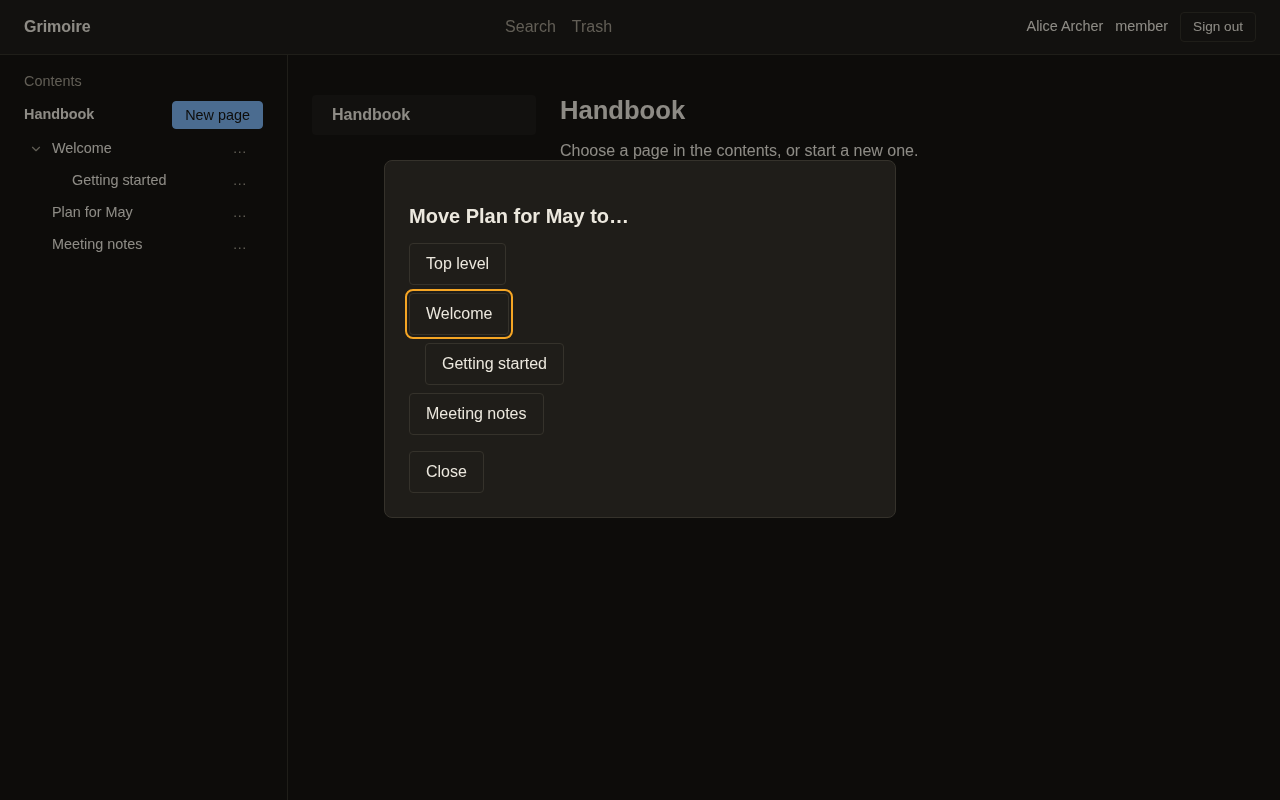 Grimoire
Search Trash
Alice Archer member Sign out
Contents
Handbook New page
Welcome ...
Getting started ...
Plan for May ...
Meeting notes ...
Handbook
Handbook
Choose a page in the contents, or start a new one.
Move Plan for May to…
Top level
Welcome
Getting started
Meeting notes
Close